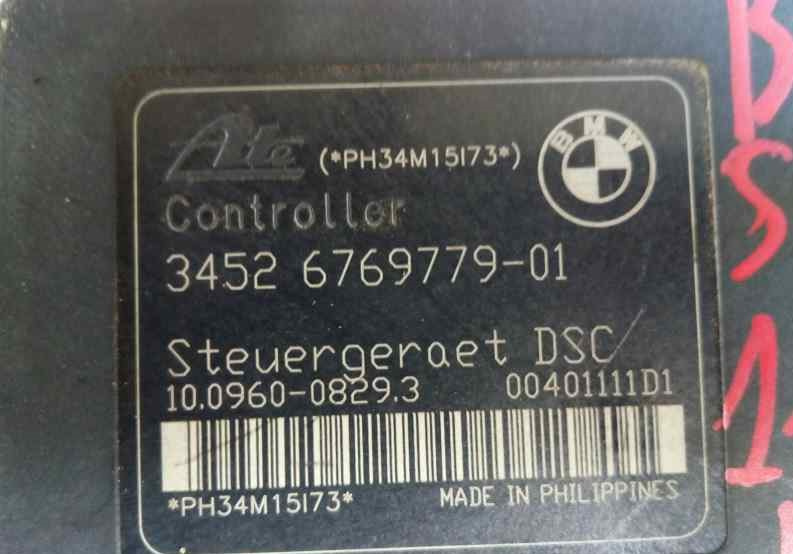 Ate (*PH34M15I73*) BMW
Controller
3452 6769779-01
Steuergeraet DSC/
10.0960-0829.3 00401111D1
*PH34M15I73* MADE IN PHILIPPINES
B
S